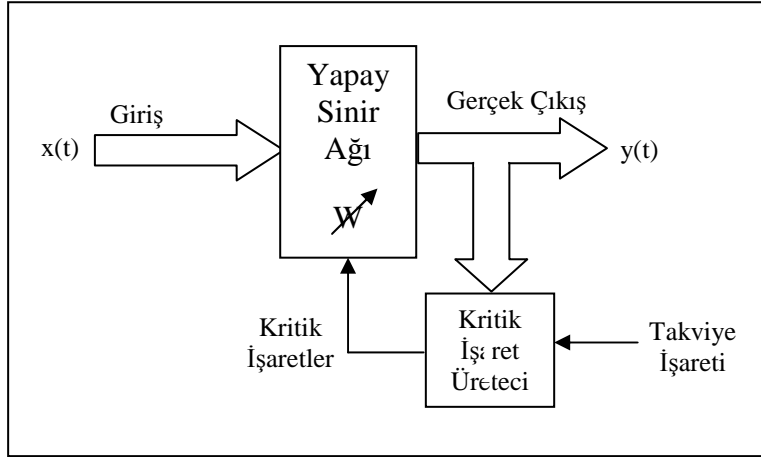 Yapay
Sinir
Ağı
W
Giriş
x(t)
Gerçek Çıkış
y(t)
Kritik
İşaretler
Kritik
İşaret
Üreteci
Takviye
İşareti